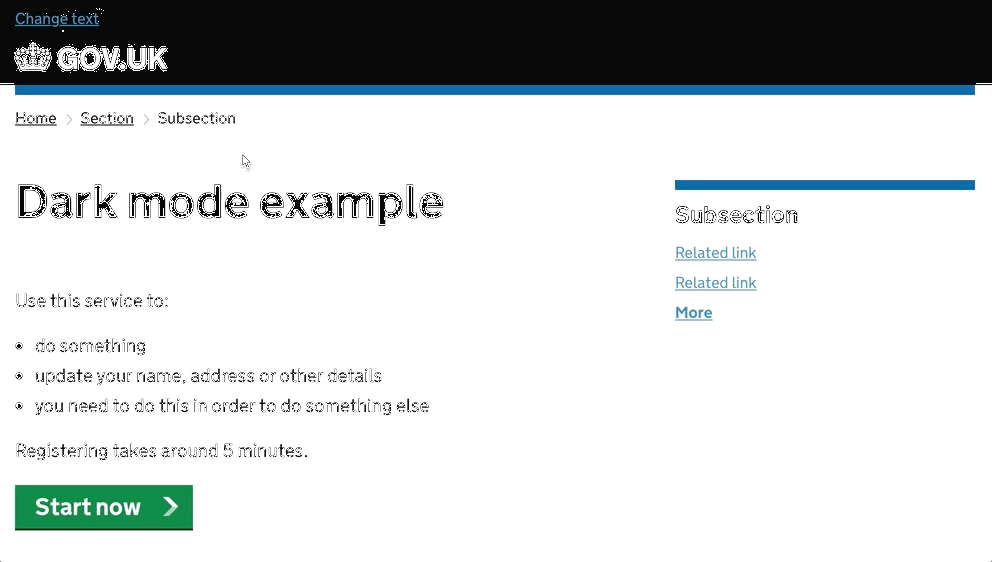 Change text
GOV.UK
Home > Section > Subsection
Dark mode example
Use this service to:
• do something
• update your name, address or other details
• you need to do this in order to do something else
Registering takes around 5 minutes.
Start now >
Subsection
Related link
Related link
More